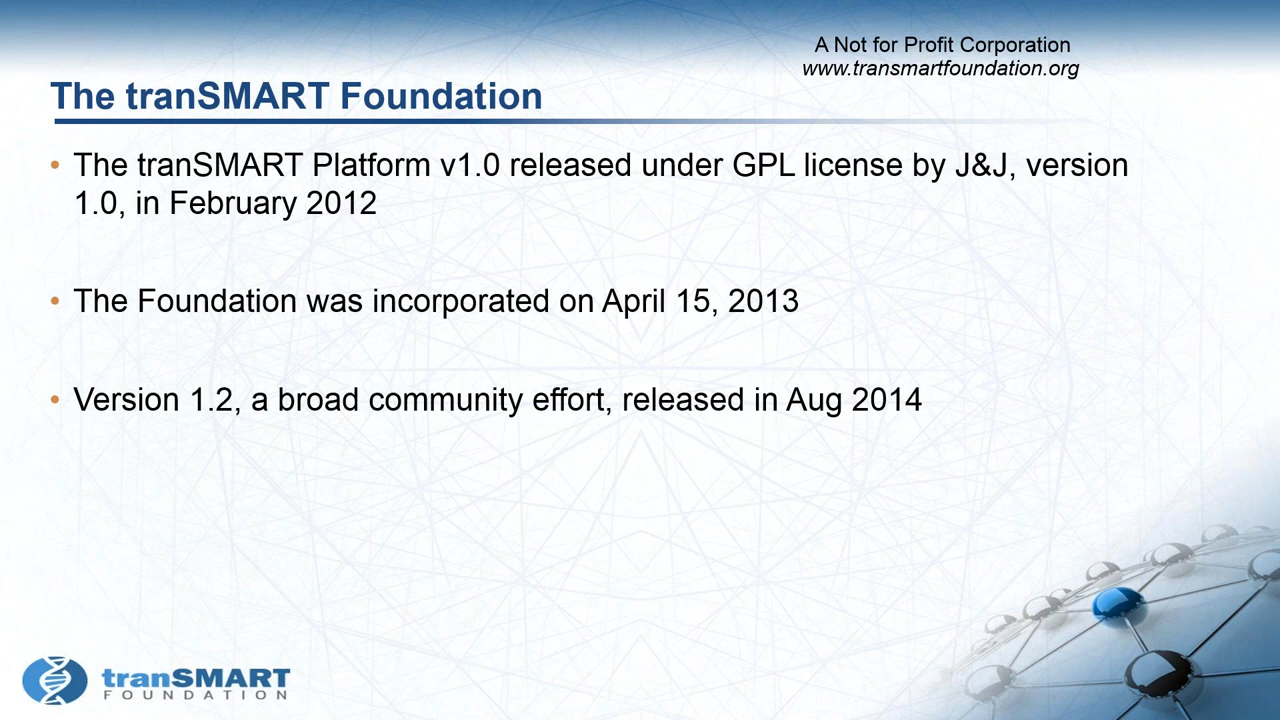 A Not for Profit Corporation
www.transmartfoundation.org
The tranSMART Foundation
• The tranSMART Platform v1.0 released under GPL license by J&J, version
1.0, in February 2012
• The Foundation was incorporated on April 15, 2013
• Version 1.2, a broad community effort, released in Aug 2014
tranSMART
FOUNDATION